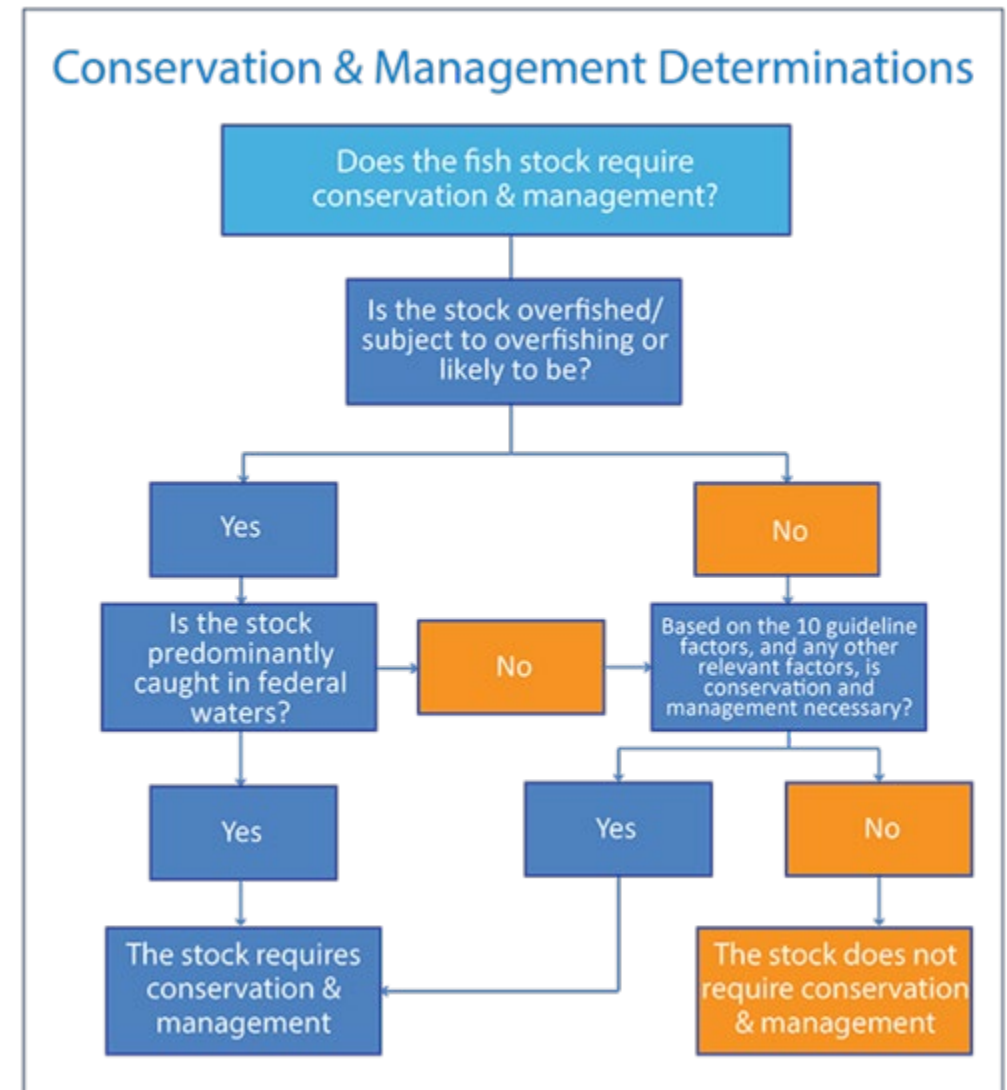 Conservation & Management Determinations
Does the fish stock require
conservation & management?
Is the stock overfished/
subject to overfishing or
likely to be?
Yes
No
Is the stock
predominantly
caught in federal
waters?
No
Based on the 10 guideline
factors, and any other
relevant factors, is
conservation and
management necessary?
Yes
Yes
No
The stock requires
conservation &
management
The stock does not
require conservation
& management